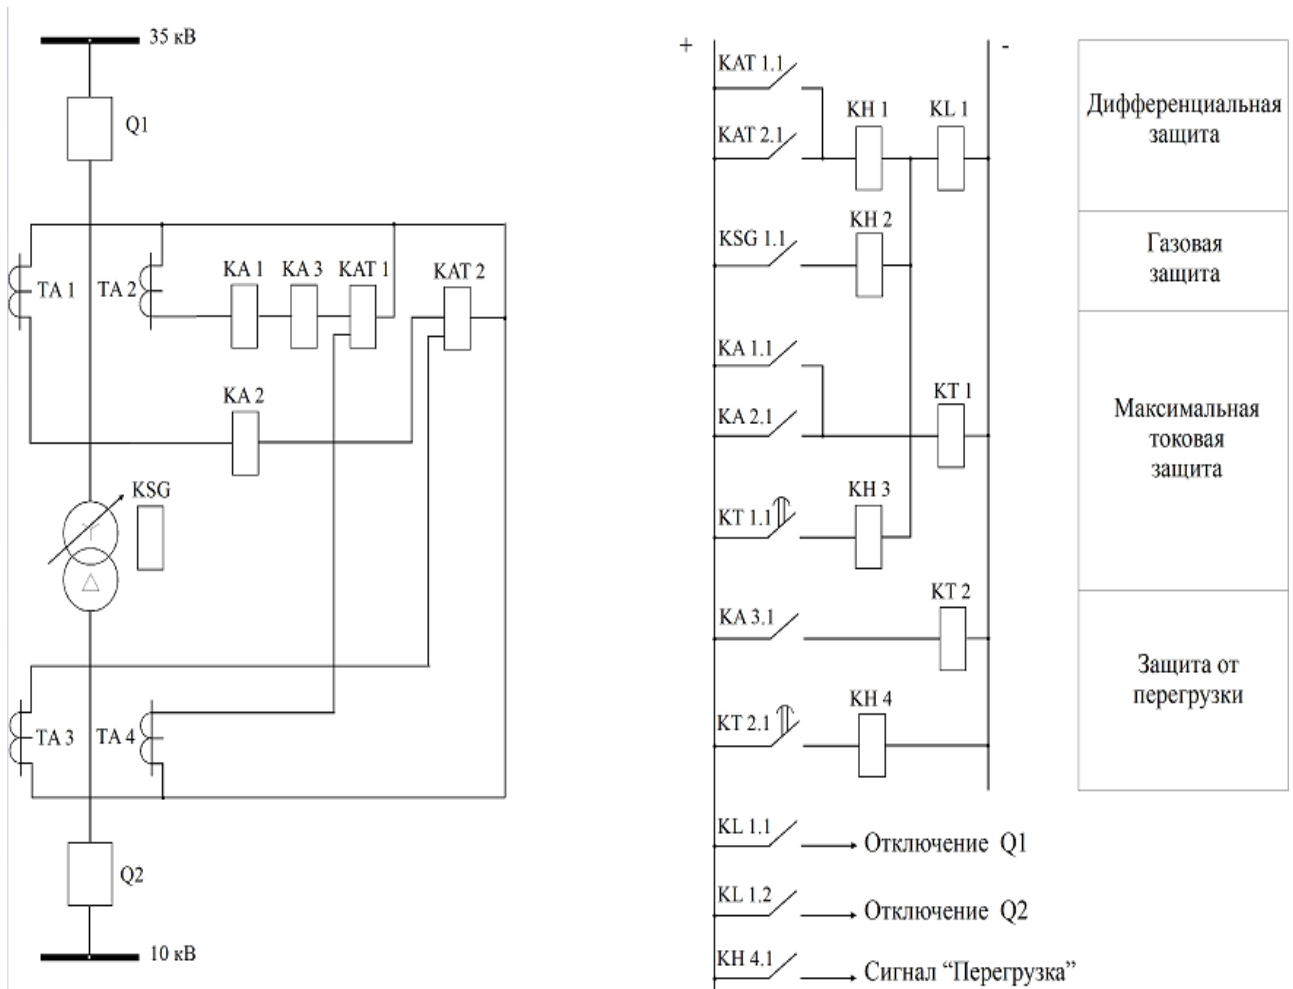 35 кВ
Q1
TA 1
TA 2
KA 1
KA 3
KAT 1
KAT 2
KA 2
KSG
TA 3
TA 4
Q2
10 кВ
+
-
KAT 1.1
KAT 2.1
KH 1
KL 1
KSG 1.1
KH 2
KA 1.1
KA 2.1
KT 1
KT 1.1
KH 3
KA 3.1
KT 2
KT 2.1
KH 4
KL 1.1
Отключение Q1
KL 1.2
Отключение Q2
KH 4.1
Сигнал “Перегрузка”
Дифференциальная
защита
Газовая
защита
Максимальная
токовая
защита
Защита от
перегрузки